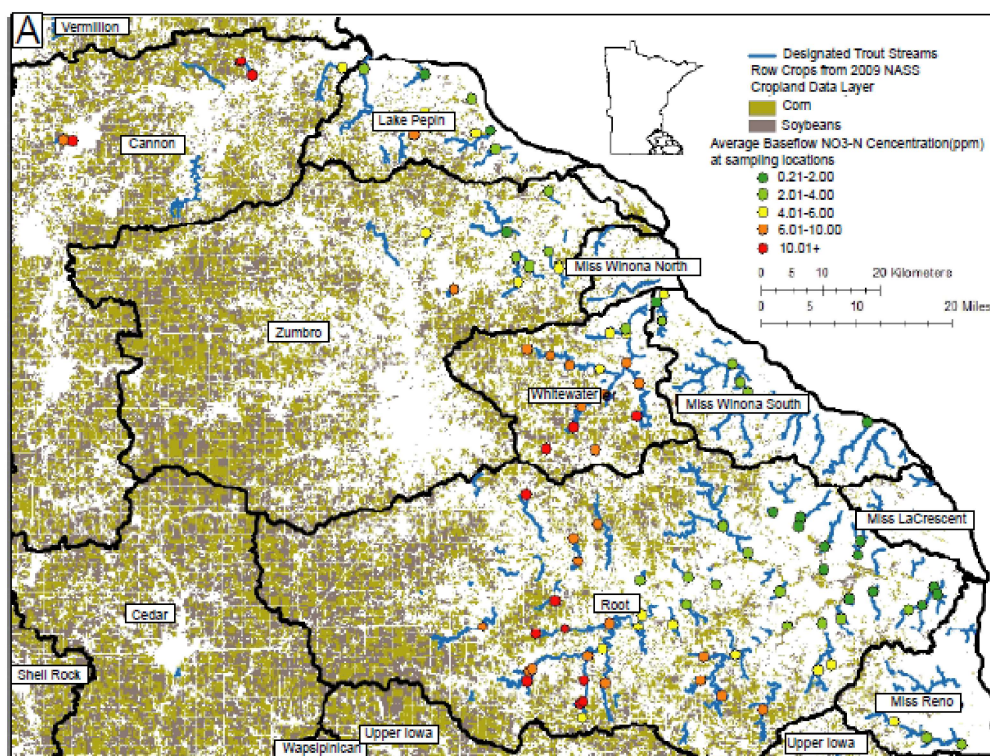 A
Vermillion
Designated Trout Streams
Row Crops from 2009 NASS
Cropland Data Layer
Corn
Soybeans
Average Baseflow NO3-N Cencentration(ppm)
at sampling locations
0.21-2.00
2.01-4.00
4.01-6.00
6.01-10.00
10.01+
0 5 10 20 Kilometers
0 5 10 20 Miles
Lake Pepin
Cannon
Miss Winona North
Zumbro
Whitewater
Miss Winona South
Miss LaCrescent
Root
Cedar
Shell Rock
Miss Reno
Upper Iowa
Upper Iowa
Wapsipinican